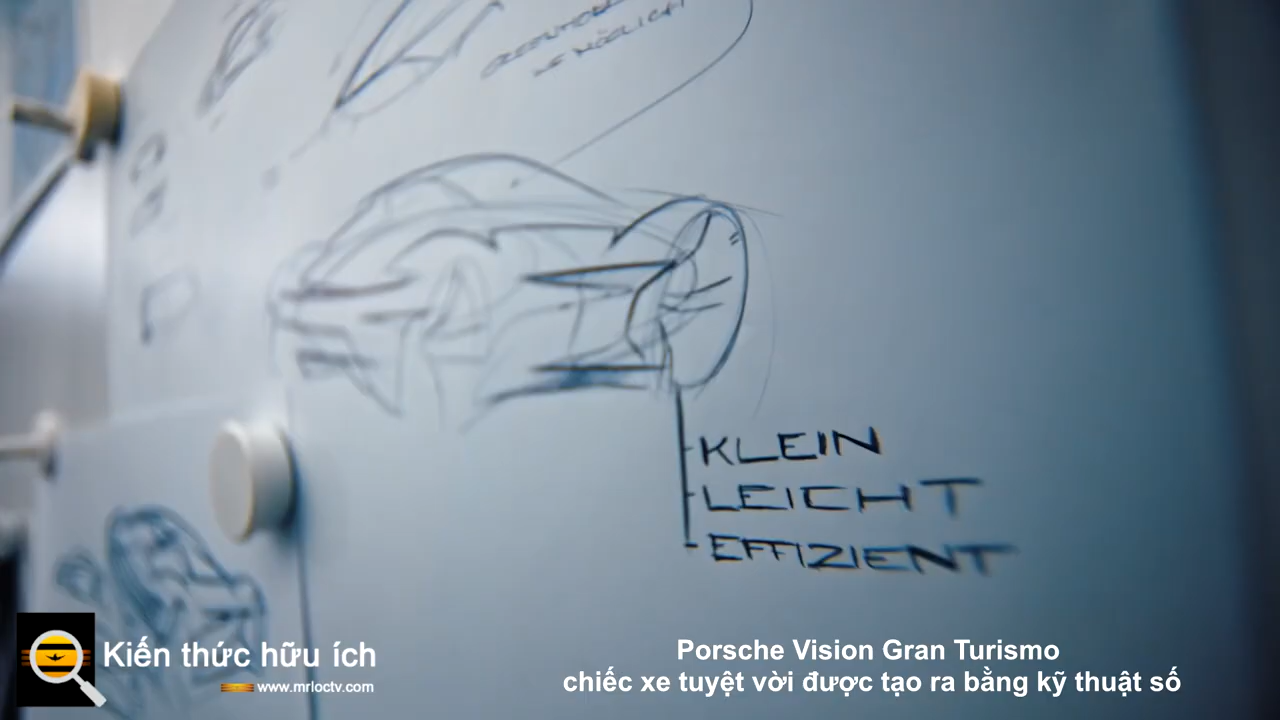 KLEIN
LEICHT
EFFIZIENT
Kiến thức hữu ích
www.mrloctv.com
Porsche Vision Gran Turismo
chiếc xe tuyệt vời được tạo ra bằng kỹ thuật số